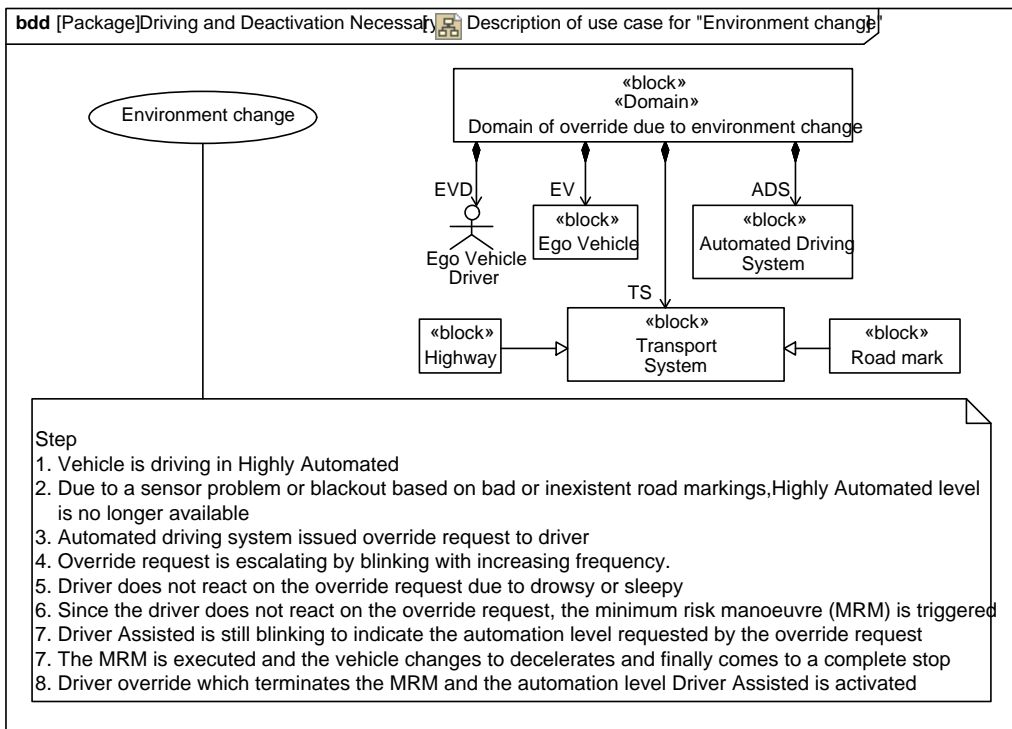 bdd [Package]Driving and Deactivation Necessary[ Description of use case for "Environment change"]
Environment change
«block»
«Domain»
Domain of override due to environment change
EVD
EV
ADS
Ego Vehicle
Driver
«block»
Ego Vehicle
«block»
Automated Driving
System
TS
«block»
Highway
«block»
Transport
System
«block»
Road mark
Step
1. Vehicle is driving in Highly Automated
2. Due to a sensor problem or blackout based on bad or inexistent road markings,Highly Automated level
is no longer available
3. Automated driving system issued override request to driver
4. Override request is escalating by blinking with increasing frequency.
5. Driver does not react on the override request due to drowsy or sleepy
6. Since the driver does not react on the override request, the minimum risk manoeuvre (MRM) is triggered
7. Driver Assisted is still blinking to indicate the automation level requested by the override request
7. The MRM is executed and the vehicle changes to decelerates and finally comes to a complete stop
8. Driver override which terminates the MRM and the automation level Driver Assisted is activated